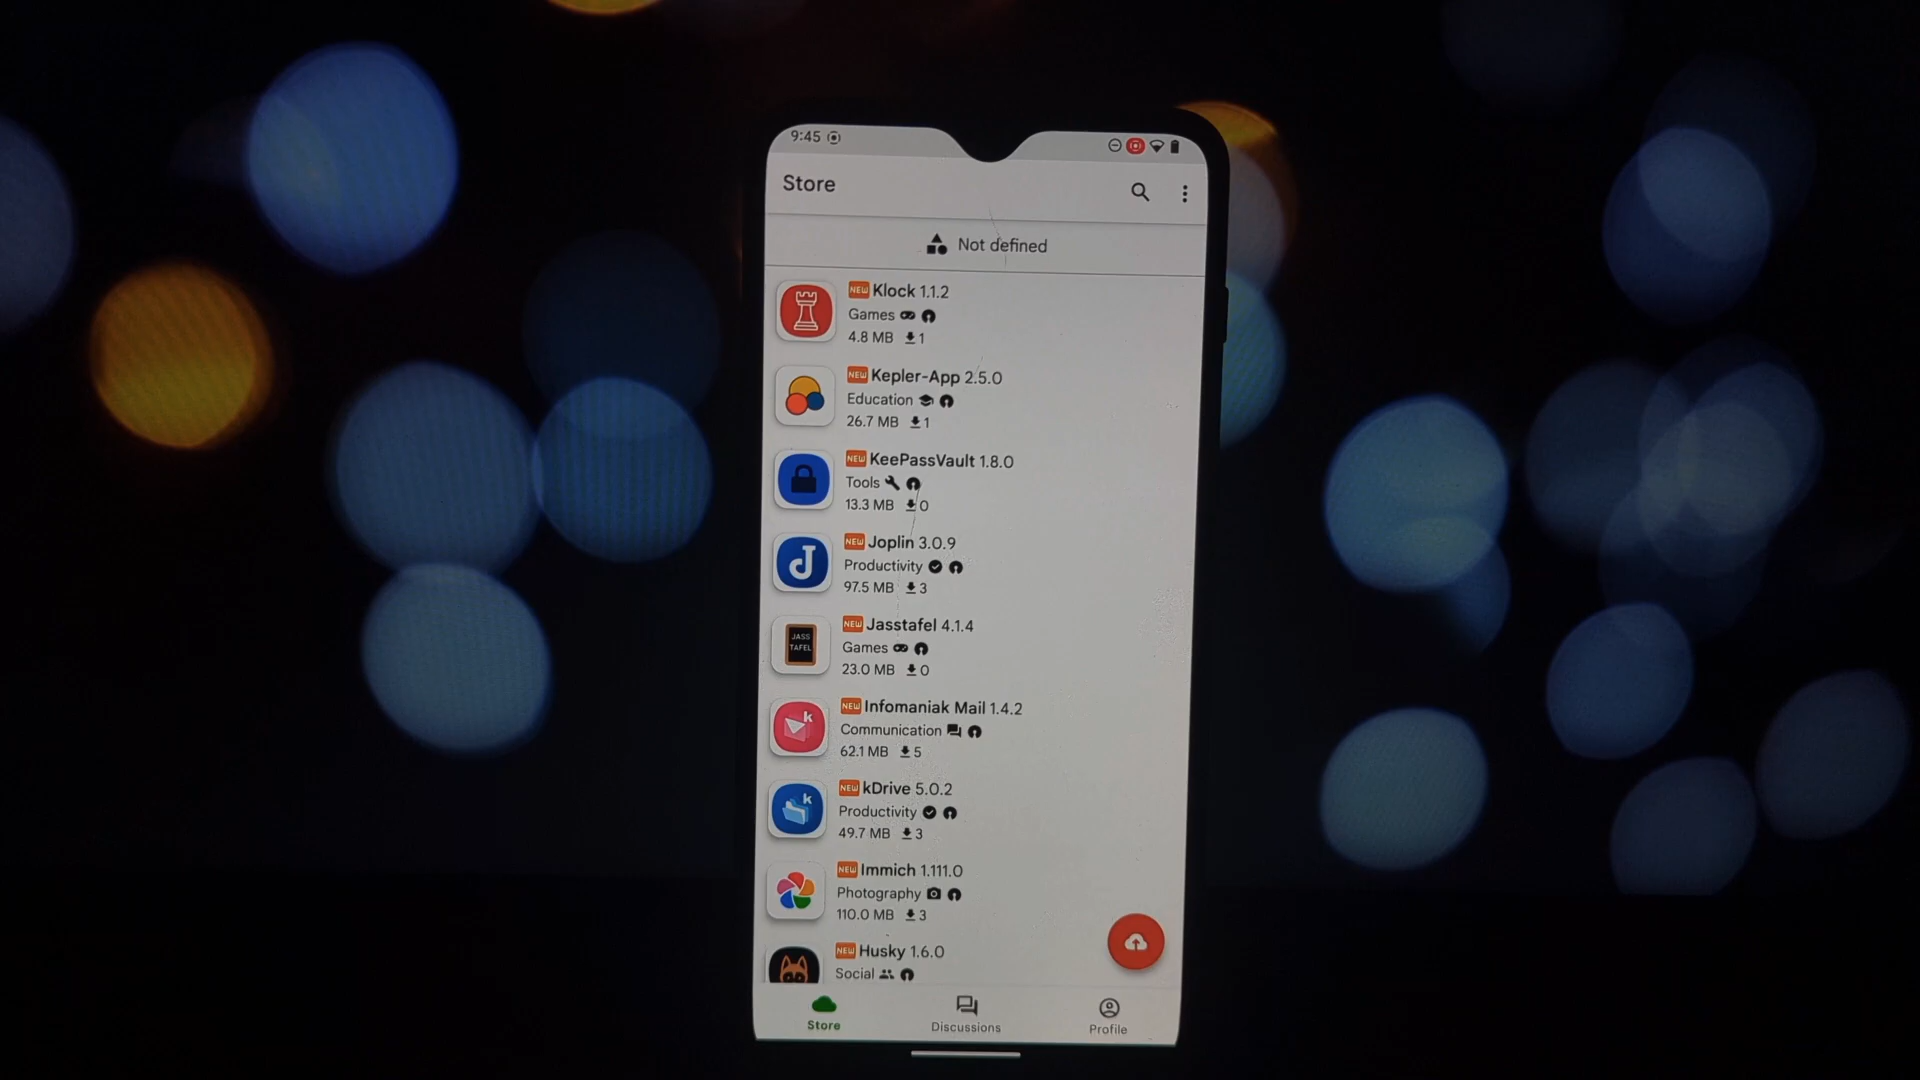 9:45
Store
Not defined
NEW Klock 1.1.2
Games
4.8 MB 1
NEW Kepler-App 2.5.0
Education
26.7 MB 1
NEW KeePassVault 1.8.0
Tools
13.3 MB 0
NEW Joplin 3.0.9
Productivity
97.5 MB 3
NEW Jasstafel 4.1.4
JASS
TAFEL
Games
23.0 MB 0
NEW Infomaniak Mail 1.4.2
k
Communication
62.1 MB 5
NEW kDrive 5.0.2
k
Productivity
49.7 MB 3
NEW Immich 1.111.0
Photography
110.0 MB 3
NEW Husky 1.6.0
Social
Store
Discussions
Profile